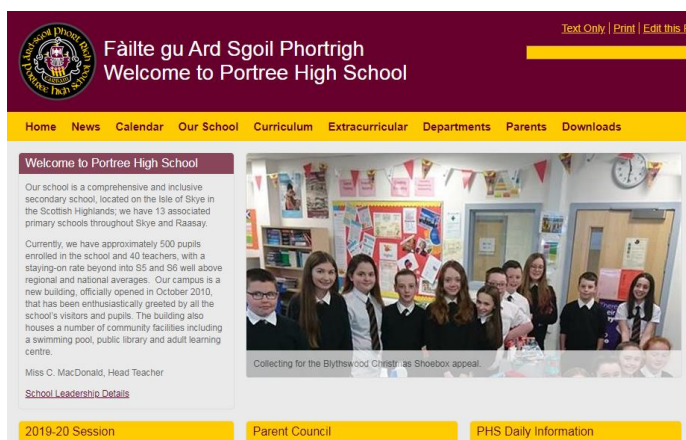 Text Only | Print | Edit this
Fàilte gu Ard Sgoil Phortrigh
Welcome to Portree High School
Àrd-sgoil Phort Righ
Portree High School
Home News Calendar Our School Curriculum Extracurricular Departments Parents Downloads
Welcome to Portree High School
Our school is a comprehensive and inclusive
secondary school, located on the Isle of Skye in
the Scottish Highlands; we have 13 associated
primary schools throughout Skye and Raasay.
Currently, we have approximately 500 pupils
enrolled in the school and 40 teachers, with a
staying-on rate beyond into S5 and S6 well above
regional and national averages. Our campus is a
new building, officially opened in October 2010,
that has been enthusiastically greeted by all the
school's visitors and pupils. The building also
houses a number of community facilities including
a swimming pool, public library and adult learning
centre.
Miss C. MacDonald, Head Teacher
School Leadership Details
Collecting for the Blythswood Christmas Shoebox appeal.
2019-20 Session
Parent Council
PHS Daily Information